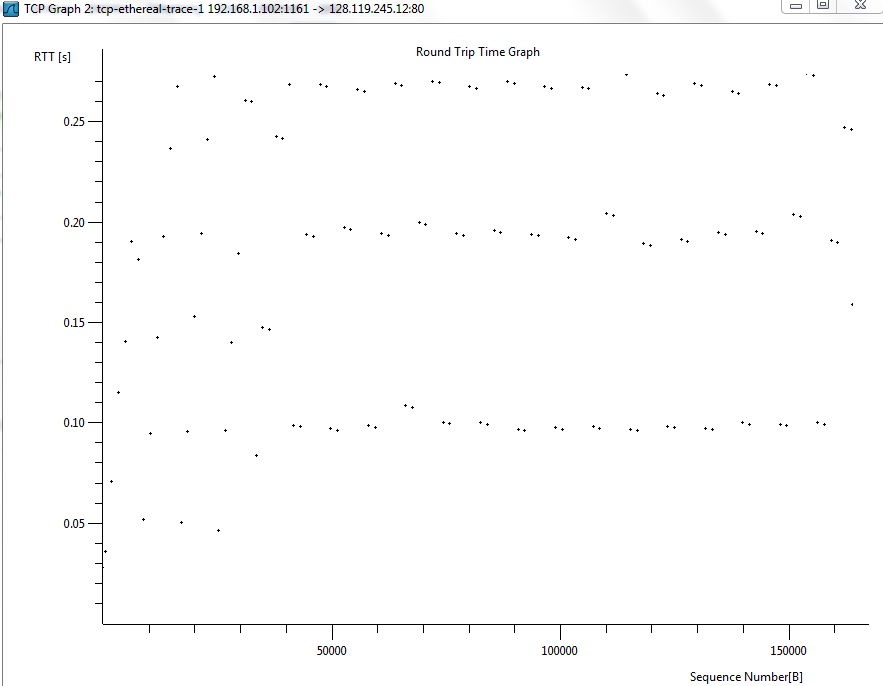 TCP Graph 2: tcp-ethereal-trace-1 192.168.1.102:1161 -> 128.119.245.12:80
Round Trip Time Graph
RTT [s]
0.25
0.20
0.15
0.10
0.05
50000 100000 150000
Sequence Number[B]